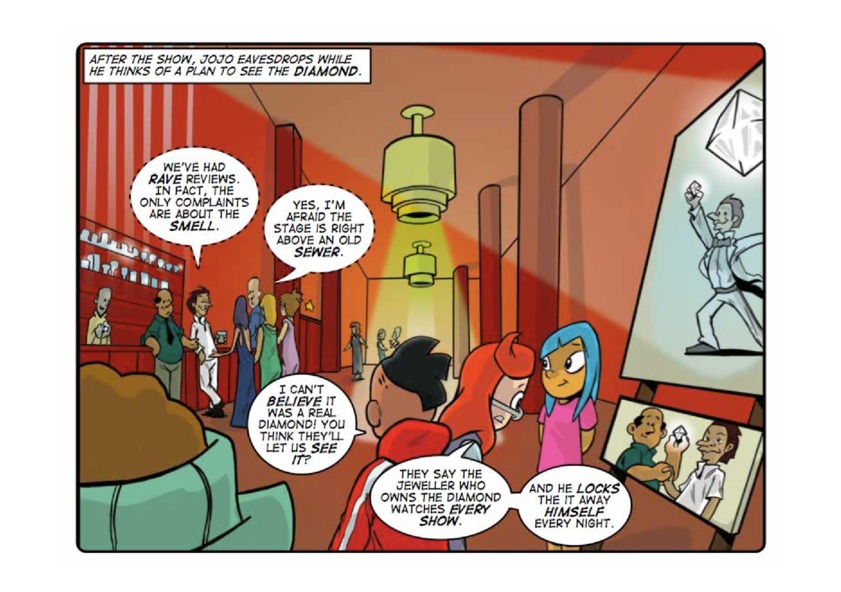 AFTER THE SHOW, JOJO EAVESDROPS WHILE
HE THINKS OF A PLAN TO SEE THE DIAMOND.
WE'VE HAD
RAVE REVIEWS.
IN FACT, THE
ONLY COMPLAINTS
ARE ABOUT THE
SMELL.
YES, I'M
AFRAID THE
STAGE IS RIGHT
ABOVE AN OLD
SEWER.
I CAN'T
BELIEVE IT
WAS A REAL
DIAMOND! YOU
THINK THEY'LL
LET US SEE
IT?
THEY SAY THE
JEWELLER WHO
OWNS THE DIAMOND
WATCHES EVERY
SHOW.
AND HE LOCKS
THE IT AWAY
HIMSELF
EVERY NIGHT.